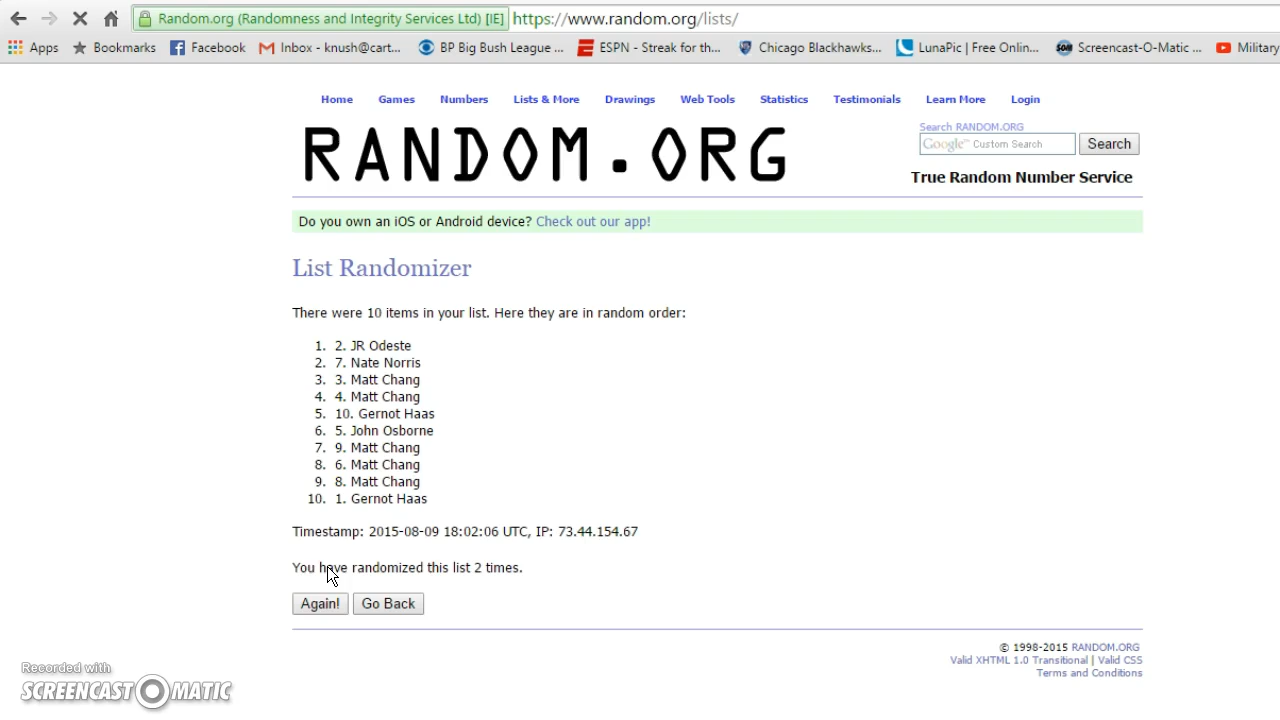 Random.org (Randomness and Integrity Services Ltd) [IE] https://www.random.org/lists/
Apps Bookmarks Facebook Inbox - knush@cart... BP Big Bush League ... ESPN - Streak for th... Chicago Blackhawks... LunaPic | Free Onlin... Screencast-O-Matic ... Military
Home Games Numbers Lists & More Drawings Web Tools Statistics Testimonials Learn More Login
RANDOM.ORG
Search RANDOM.ORG
Google™ Custom Search Search
True Random Number Service
Do you own an iOS or Android device? Check out our app!
List Randomizer
There were 10 items in your list. Here they are in random order:
1. 2. JR Odeste
2. 7. Nate Norris
3. 3. Matt Chang
4. 4. Matt Chang
5. 10. Gernot Haas
6. 5. John Osborne
7. 9. Matt Chang
8. 6. Matt Chang
9. 8. Matt Chang
10. 1. Gernot Haas
Timestamp: 2015-08-09 18:02:06 UTC, IP: 73.44.154.67
You have randomized this list 2 times.
Again! Go Back
© 1998-2015 RANDOM.ORG
Valid XHTML 1.0 Transitional | Valid CSS
Terms and Conditions
Recorded with
SCREENCAST-O-MATIC